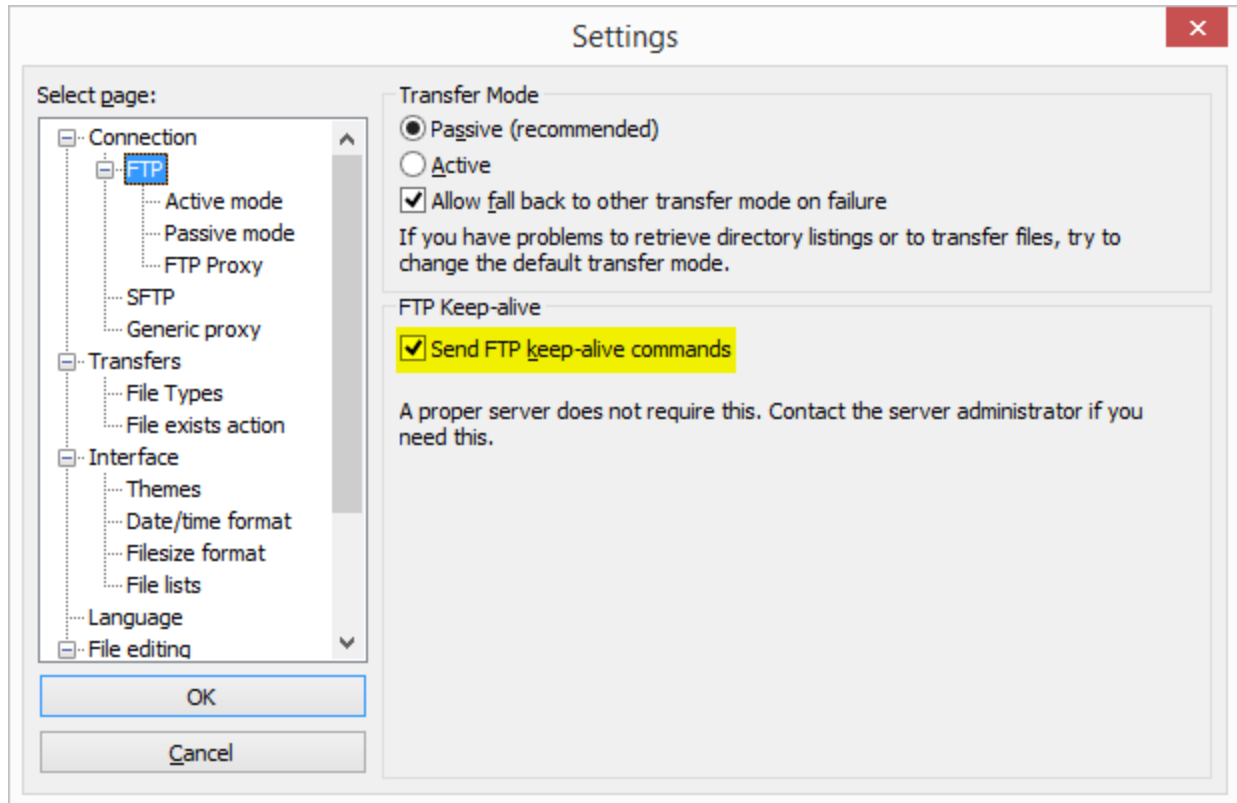 Settings
Select page:
Connection
FTP
Active mode
Passive mode
FTP Proxy
SFTP
Generic proxy
Transfers
File Types
File exists action
Interface
Themes
Date/time format
Filesize format
File lists
Language
File editing
OK
Cancel
Transfer Mode
Passive (recommended)
Active
Allow fall back to other transfer mode on failure
If you have problems to retrieve directory listings or to transfer files, try to
change the default transfer mode.
FTP Keep-alive
Send FTP keep-alive commands
A proper server does not require this. Contact the server administrator if you
need this.